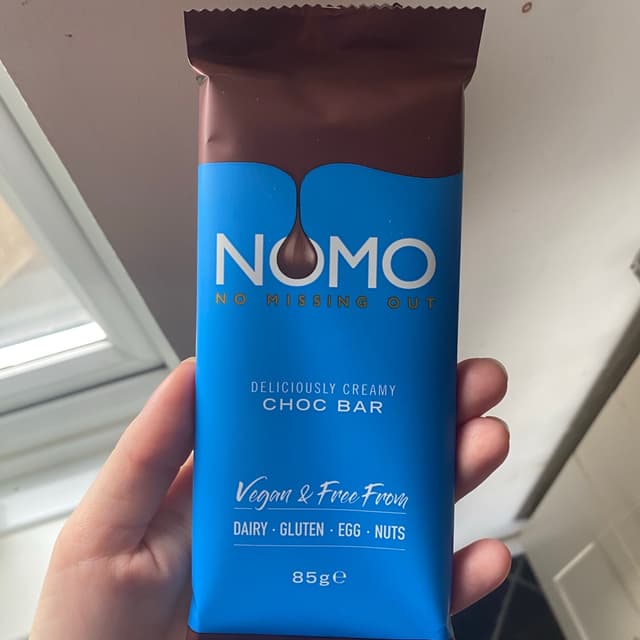 NOMO
NO MISSING OUT
DELICIOUSLY CREAMY
CHOC BAR
Vegan & Free From
DAIRY · GLUTEN · EGG · NUTS
85g℮